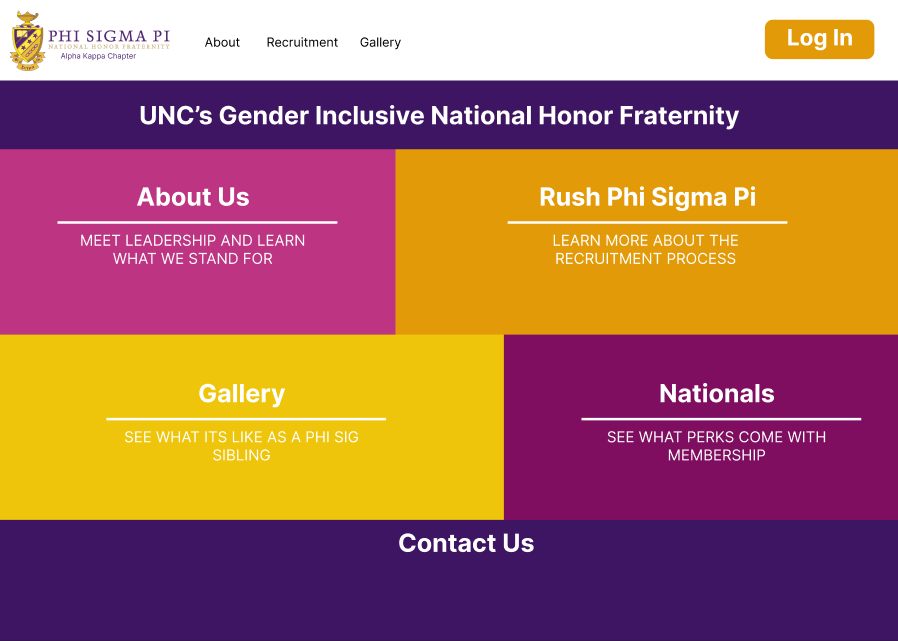 PHI SIGMA PI
NATIONAL HONOR FRATERNITY
Alpha Kappa Chapter
About
Recruitment
Gallery
Log In
UNC’s Gender Inclusive National Honor Fraternity
About Us
MEET LEADERSHIP AND LEARN
WHAT WE STAND FOR
Rush Phi Sigma Pi
LEARN MORE ABOUT THE
RECRUITMENT PROCESS
Gallery
SEE WHAT ITS LIKE AS A PHI SIG
SIBLING
Nationals
SEE WHAT PERKS COME WITH
MEMBERSHIP
Contact Us